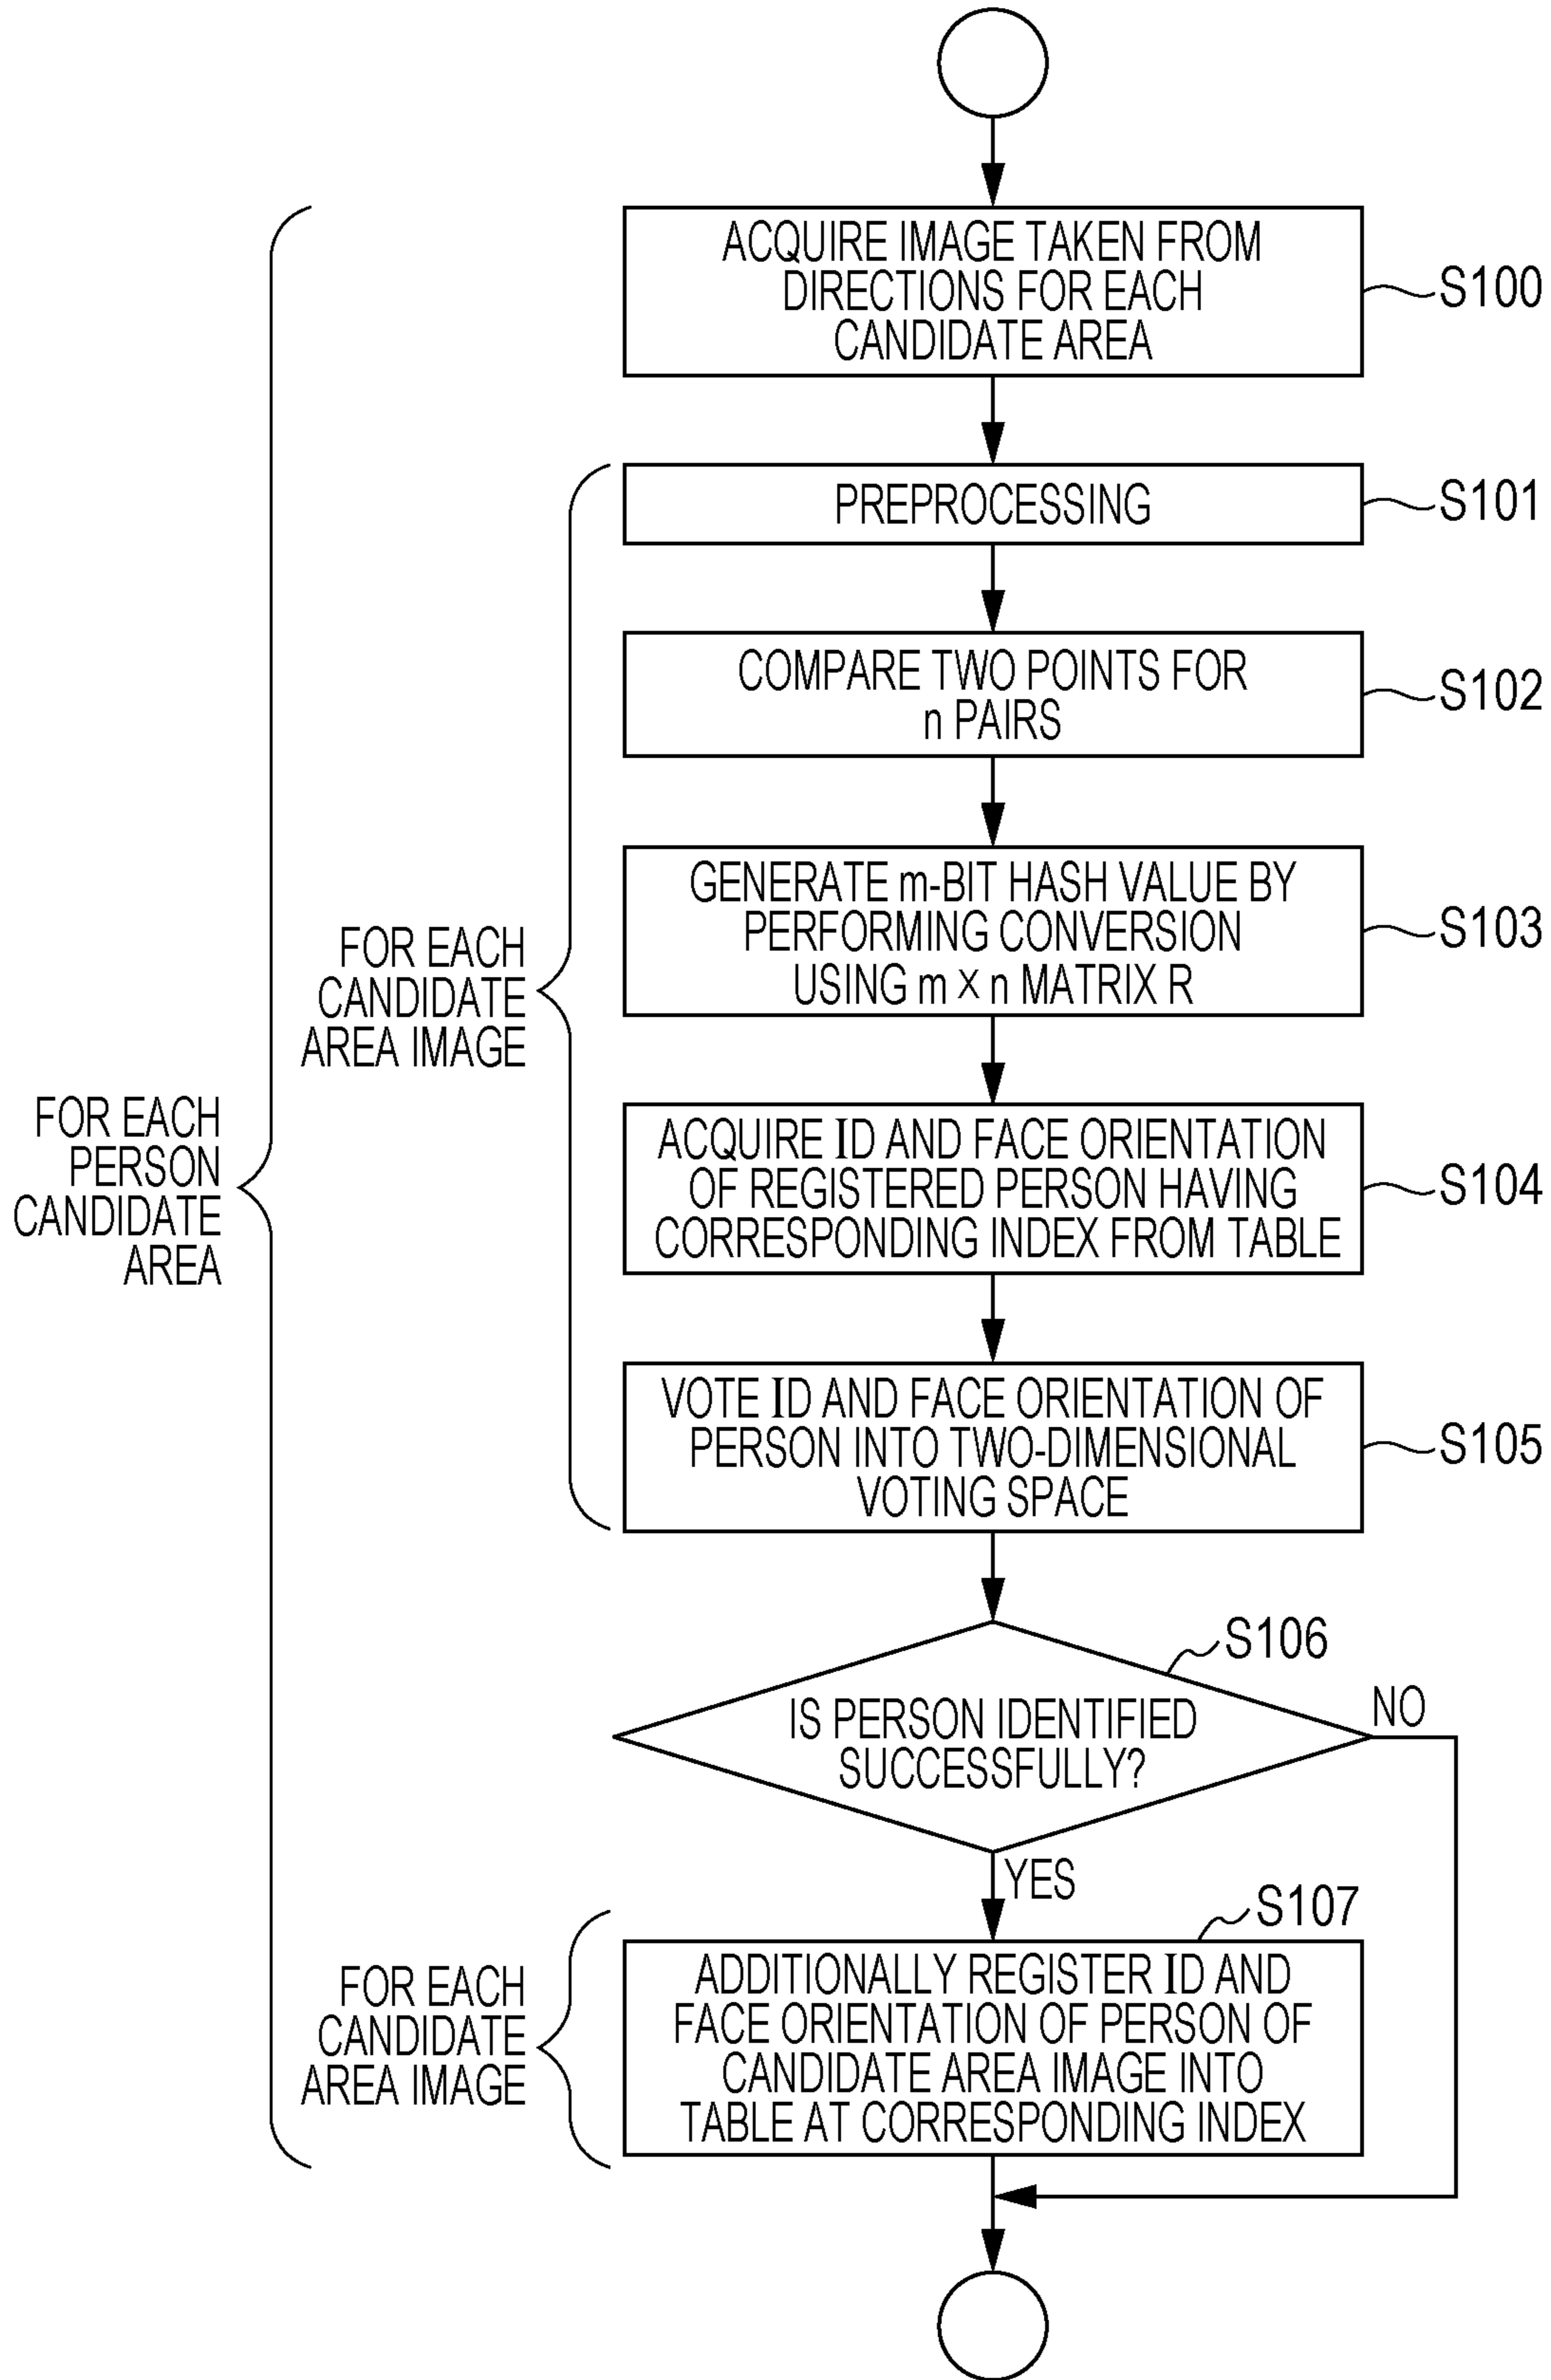 ACQUIRE IMAGE TAKEN FROM
DIRECTIONS FOR EACH
CANDIDATE AREA
S100
PREPROCESSING
S101
COMPARE TWO POINTS FOR
n PAIRS
S102
GENERATE m-BIT HASH VALUE BY
PERFORMING CONVERSION
USING m × n MATRIX R
S103
FOR EACH
CANDIDATE
AREA IMAGE
FOR EACH
PERSON
CANDIDATE
AREA
ACQUIRE ID AND FACE ORIENTATION
OF REGISTERED PERSON HAVING
CORRESPONDING INDEX FROM TABLE
S104
VOTE ID AND FACE ORIENTATION OF
PERSON INTO TWO-DIMENSIONAL
VOTING SPACE
S105
S106
IS PERSON IDENTIFIED
SUCCESSFULLY?
NO
YES
S107
FOR EACH
CANDIDATE
AREA IMAGE
ADDITIONALLY REGISTER ID AND
FACE ORIENTATION OF PERSON OF
CANDIDATE AREA IMAGE INTO
TABLE AT CORRESPONDING INDEX